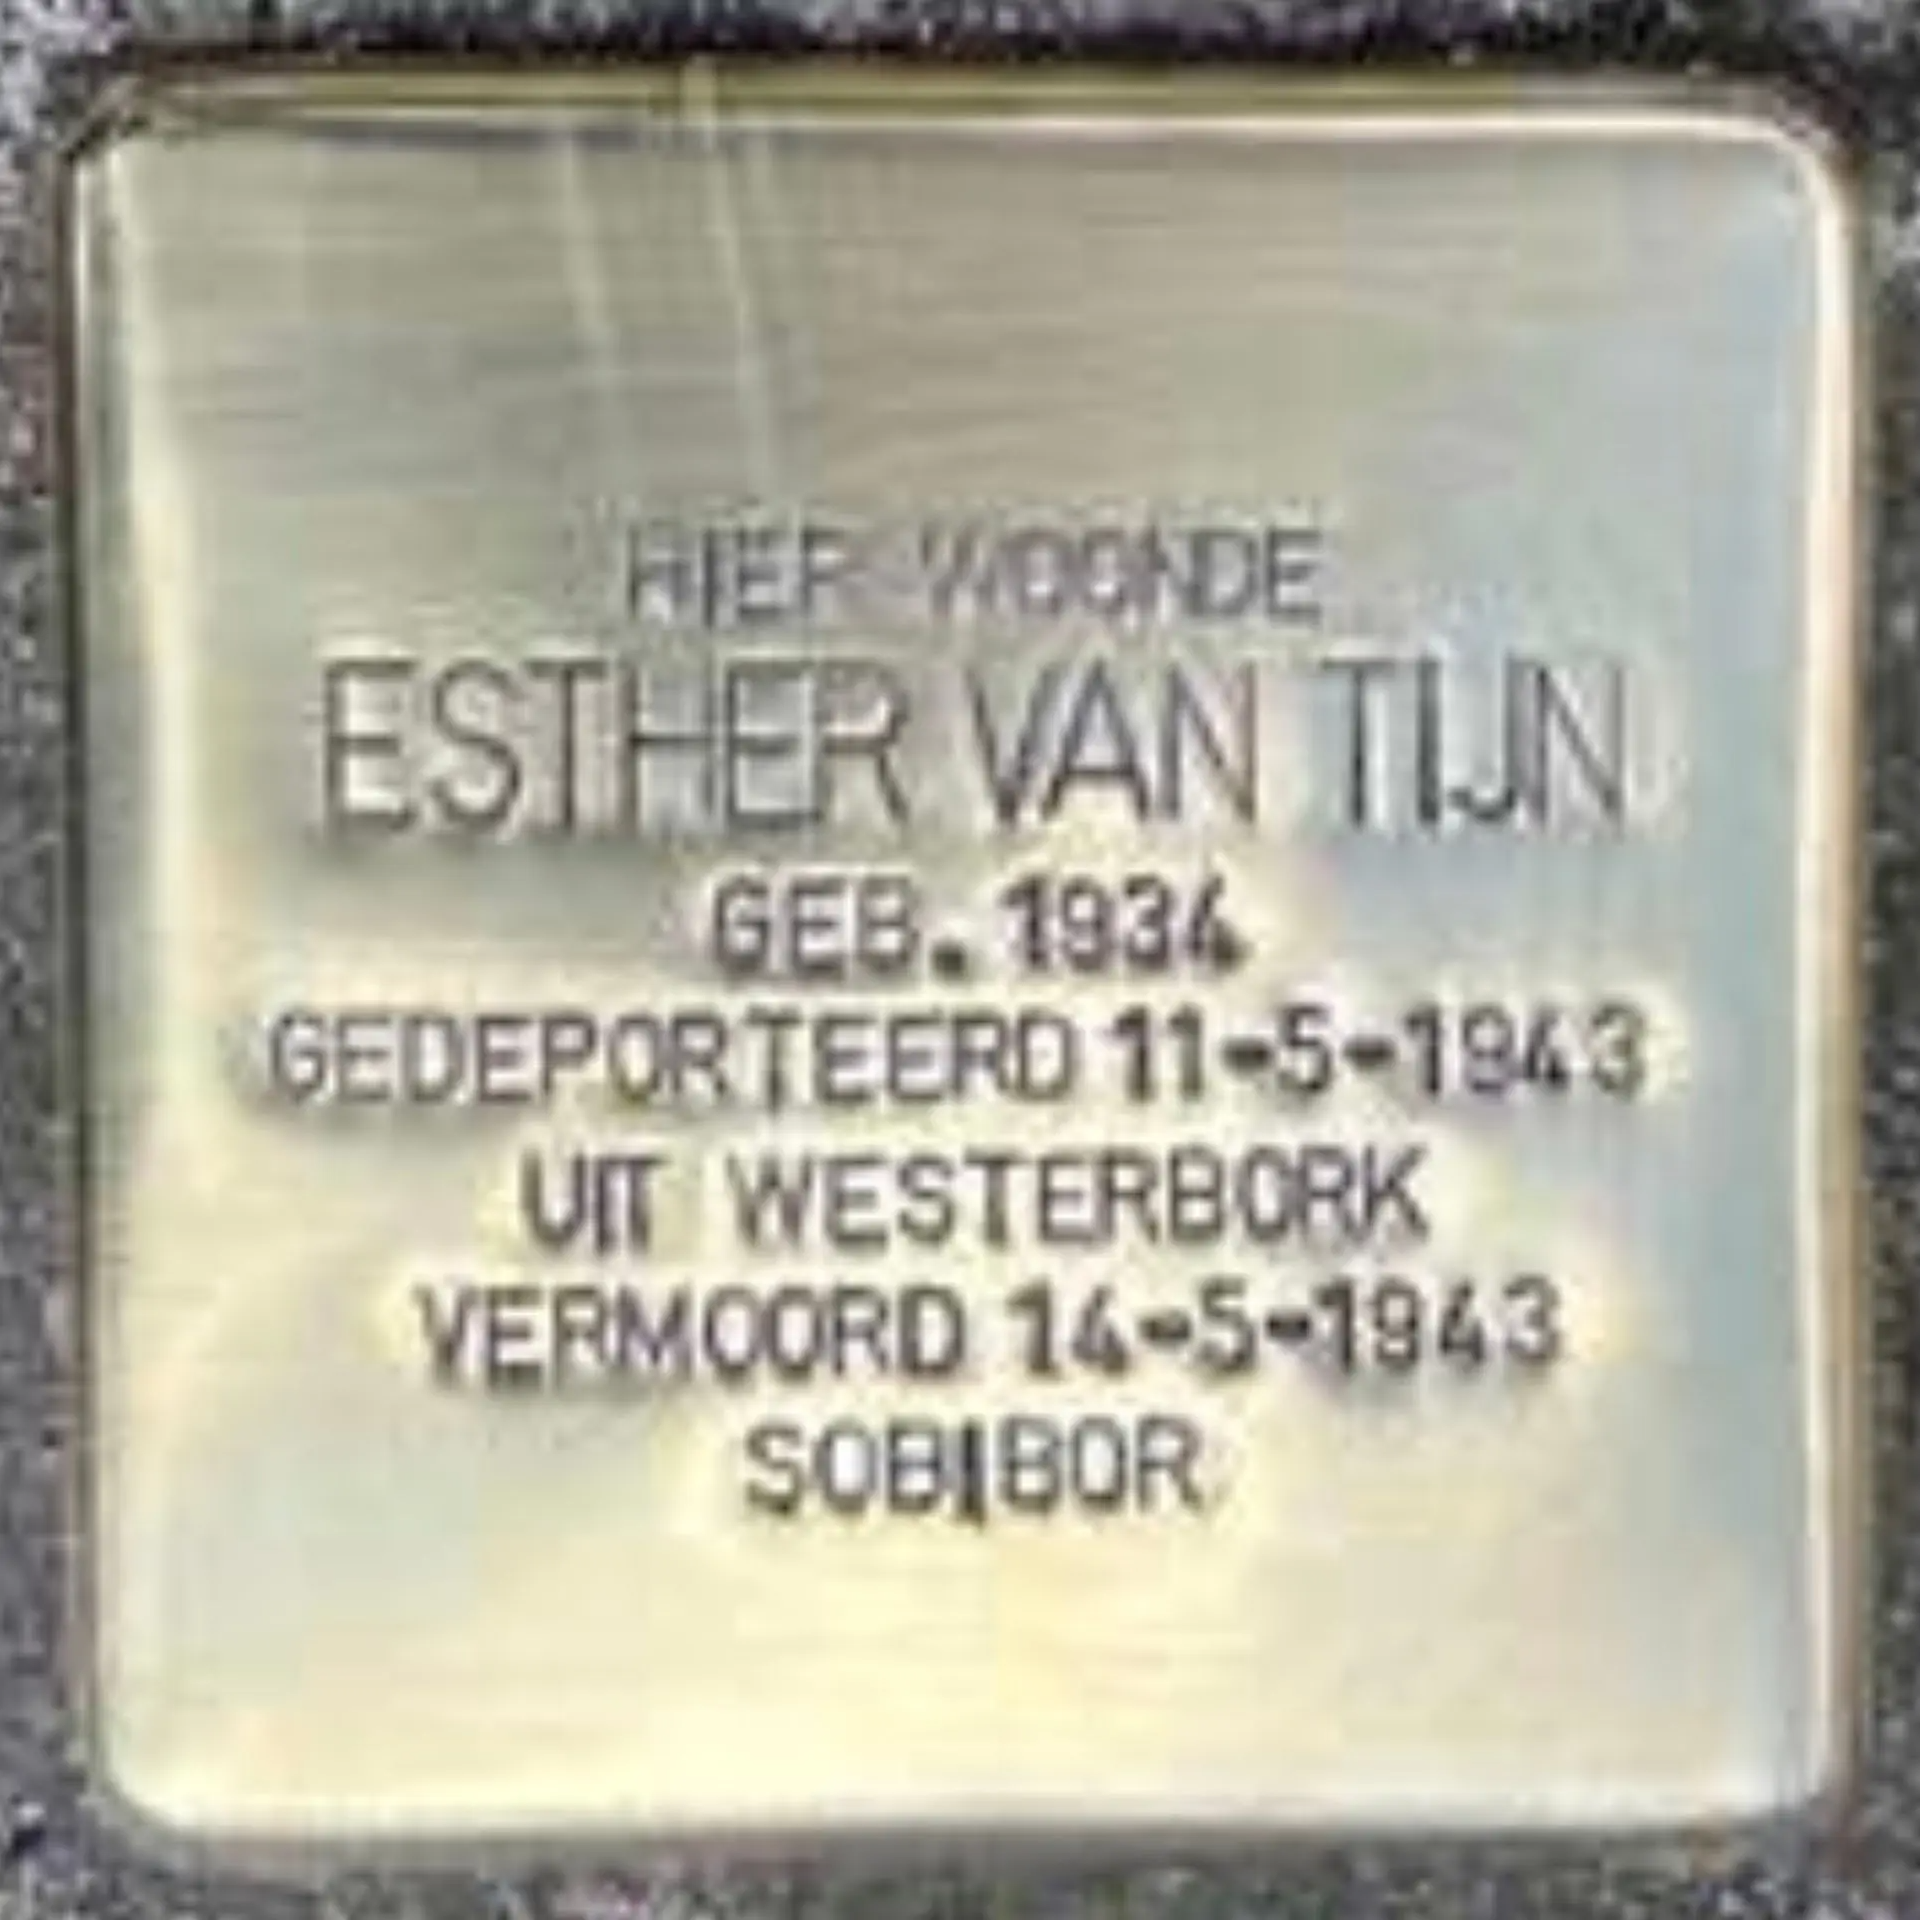 HIER WOONDE
ESTHER VAN TIJN
GEB. 1934
GEDEPORTEERD 11-5-1943
UIT WESTERBORK
VERMOORD 14-5-1943
SOBIBOR